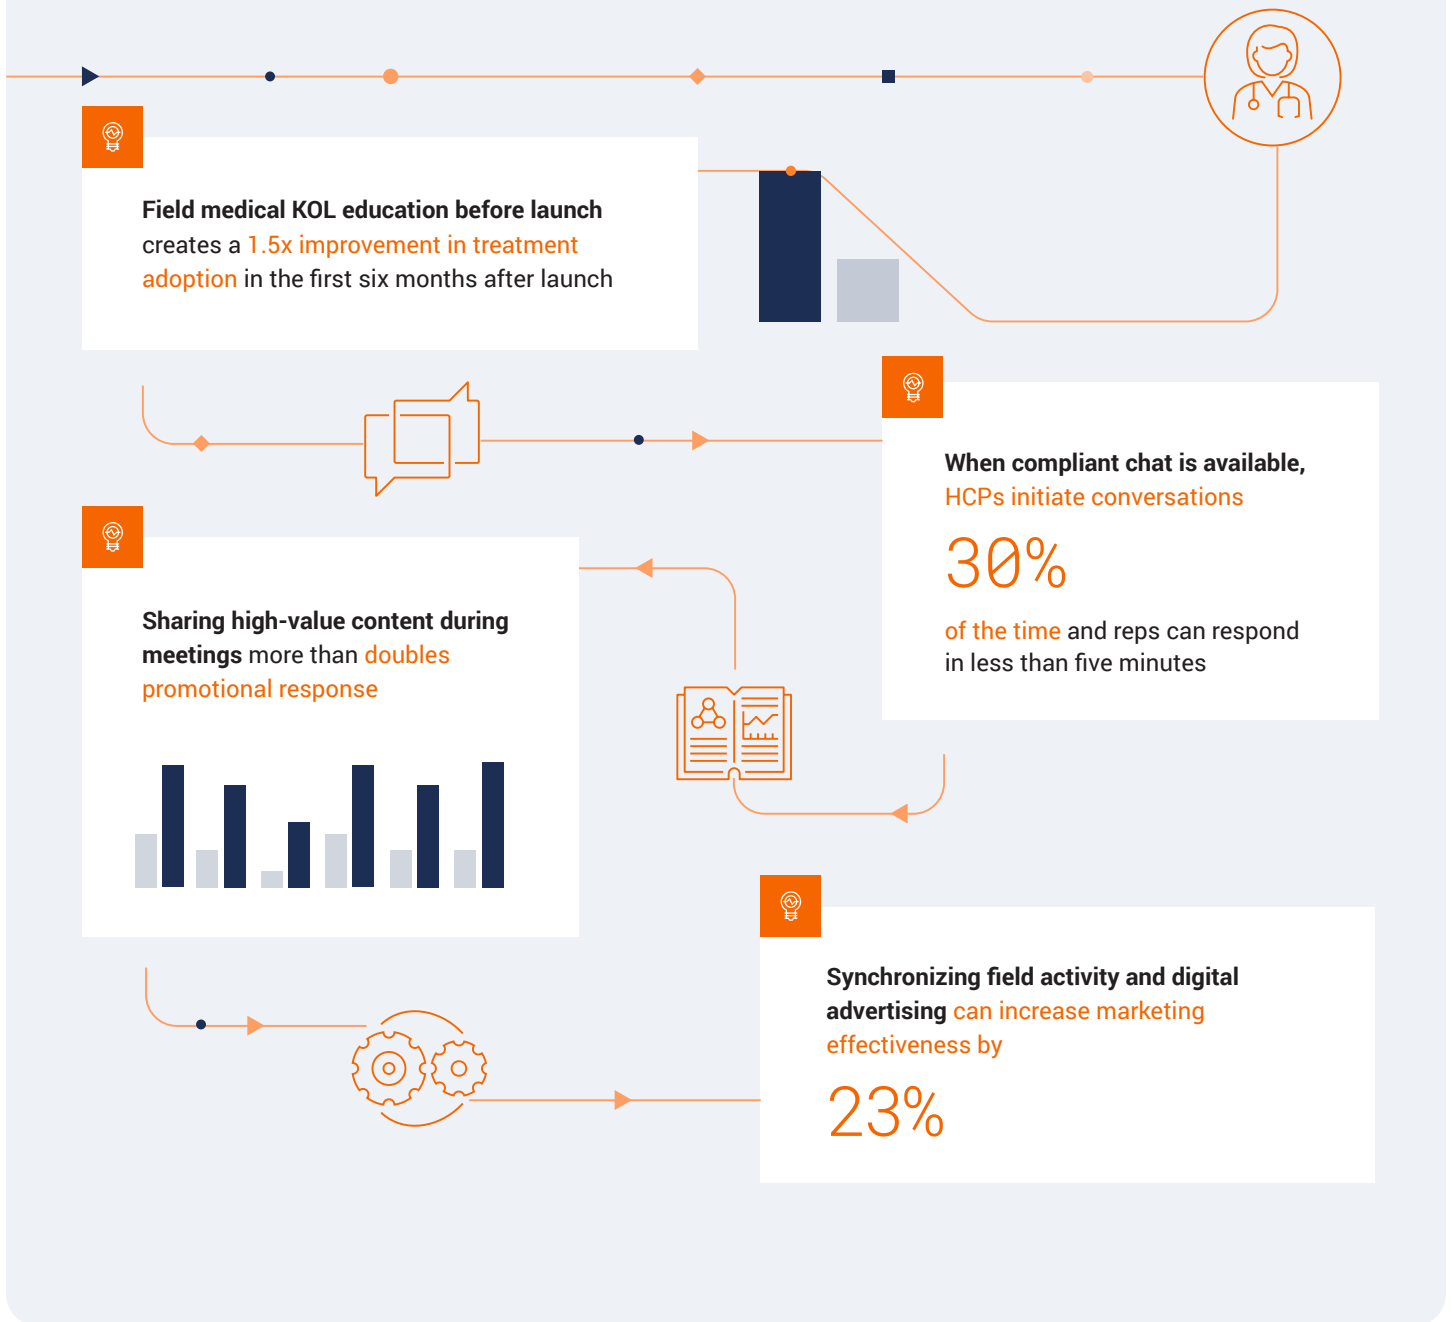 Field medical KOL education before launch
creates a 1.5x improvement in treatment
adoption in the first six months after launch
When compliant chat is available,
HCPs initiate conversations
30%
of the time and reps can respond
in less than five minutes
Sharing high-value content during
meetings more than doubles
promotional response
Synchronizing field activity and digital
advertising can increase marketing
effectiveness by
23%